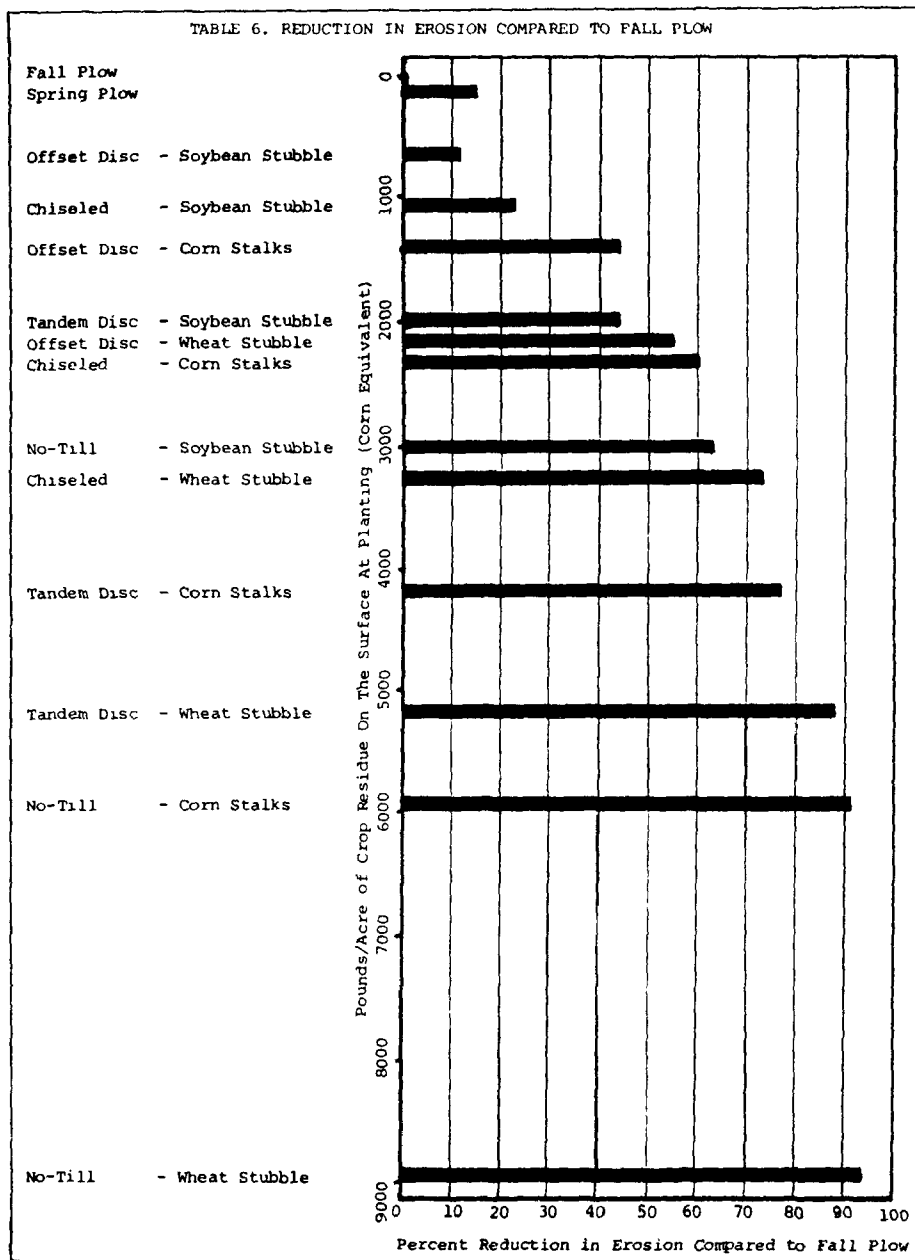 TABLE 6. REDUCTION IN EROSION COMPARED TO FALL PLOW
Fall Plow
Spring Plow
Offset Disc - Soybean Stubble
Chiseled - Soybean Stubble
Offset Disc - Corn Stalks
Tandem Disc - Soybean Stubble
Offset Disc - Wheat Stubble
Chiseled - Corn Stalks
No-Till - Soybean Stubble
Chiseled - Wheat Stubble
Tandem Disc - Corn Stalks
Tandem Disc - Wheat Stubble
No-Till - Corn Stalks
No-Till - Wheat Stubble
Pounds/Acre of Crop Residue On The Surface At Planting (Corn Equivalent)
0
1000
2000
3000
4000
5000
6000
7000
8000
9000
0 10 20 30 40 50 60 70 80 90 100
Percent Reduction in Erosion Compared to Fall Plow